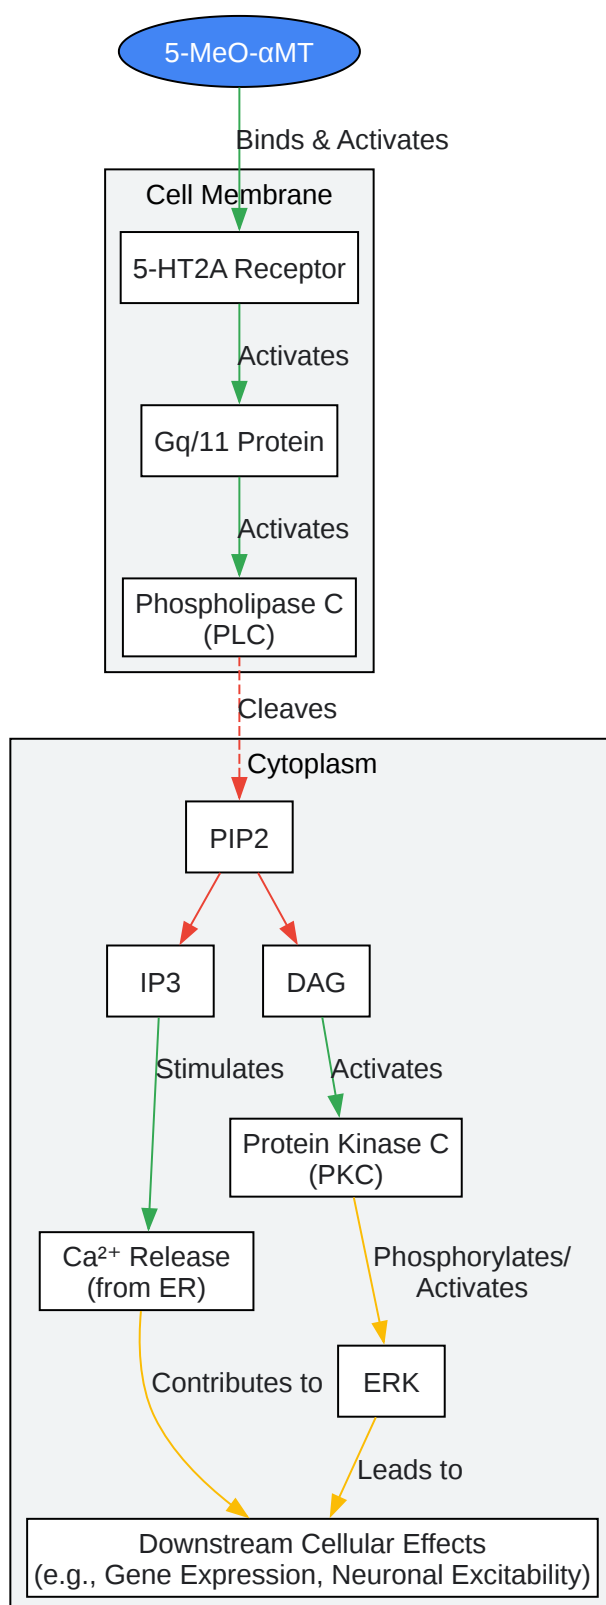 5-MeO-αMT
Binds & Activates
Cell Membrane
5-HT2A Receptor
Activates
Gq/11 Protein
Activates
Phospholipase C
(PLC)
Cleaves
Cytoplasm
PIP2
IP3
DAG
Stimulates
Activates
Protein Kinase C
(PKC)
Ca²⁺ Release
(from ER)
Phosphorylates/
Activates
Contributes to
ERK
Leads to
Downstream Cellular Effects
(e.g., Gene Expression, Neuronal Excitability)